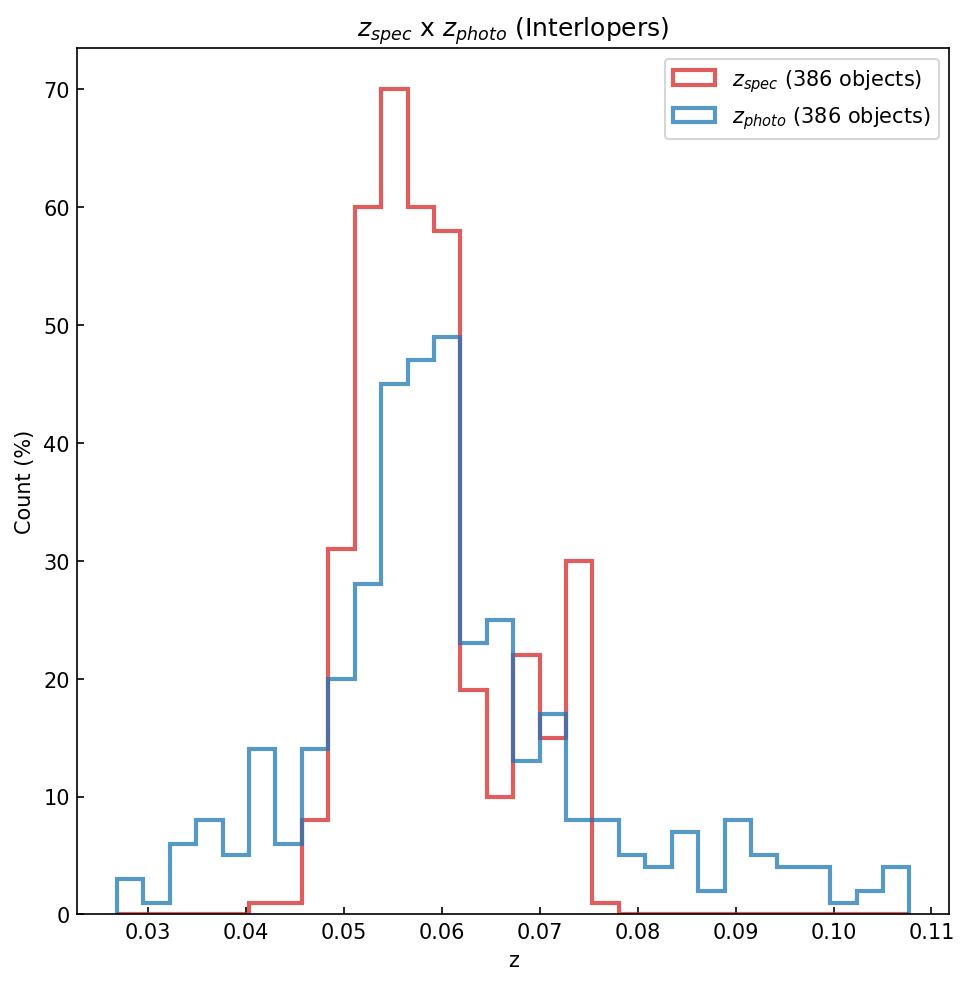 z_spec x z_photo (Interlopers)
z_spec (386 objects)
z_photo (386 objects)
Count (%)
70
60
50
40
30
20
10
0
0.03 0.04 0.05 0.06 0.07 0.08 0.09 0.10 0.11
z